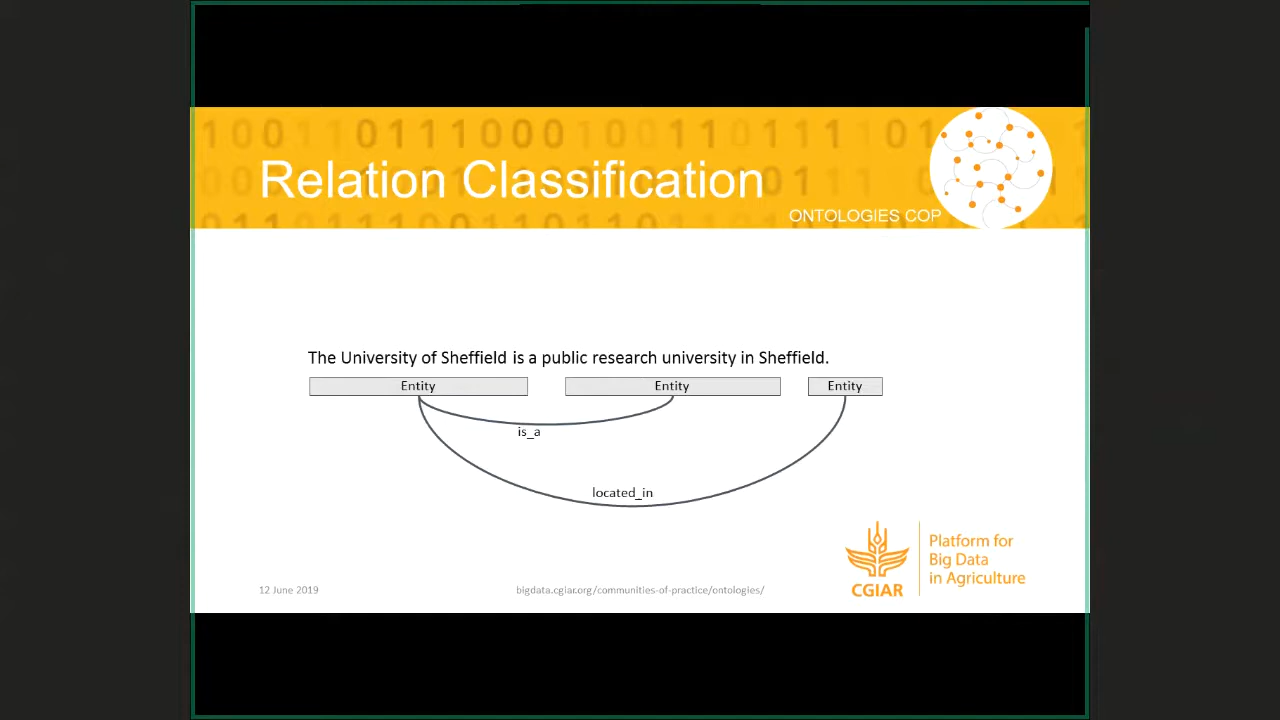 Relation Classification
ONTOLOGIES COP
The University of Sheffield is a public research university in Sheffield.
Entity Entity Entity
is_a
located_in
Platform for
Big Data
in Agriculture
CGIAR
12 June 2019
bigdata.cgiar.org/communities-of-practice/ontologies/